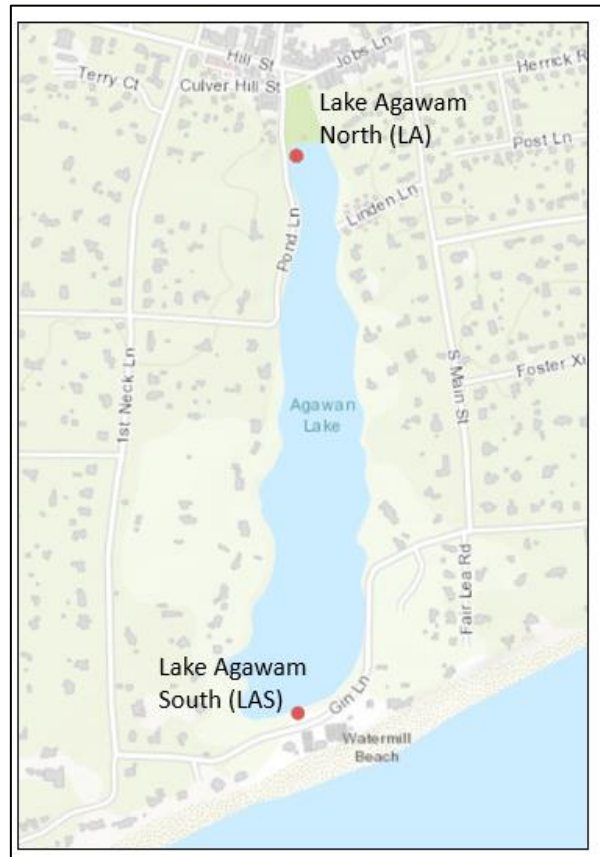 Hill St
Jobs Ln
Terry Ct
Culver Hill St
Herrick R
Lake Agawam
North (LA)
Post Ln
Linden Ln
Pond Ln
1st Neck Ln
S Main St
Foster Xi
Agawan
Lake
Fair Lea Rd
Lake Agawam
South (LAS)
Gin Ln
Watermill
Beach